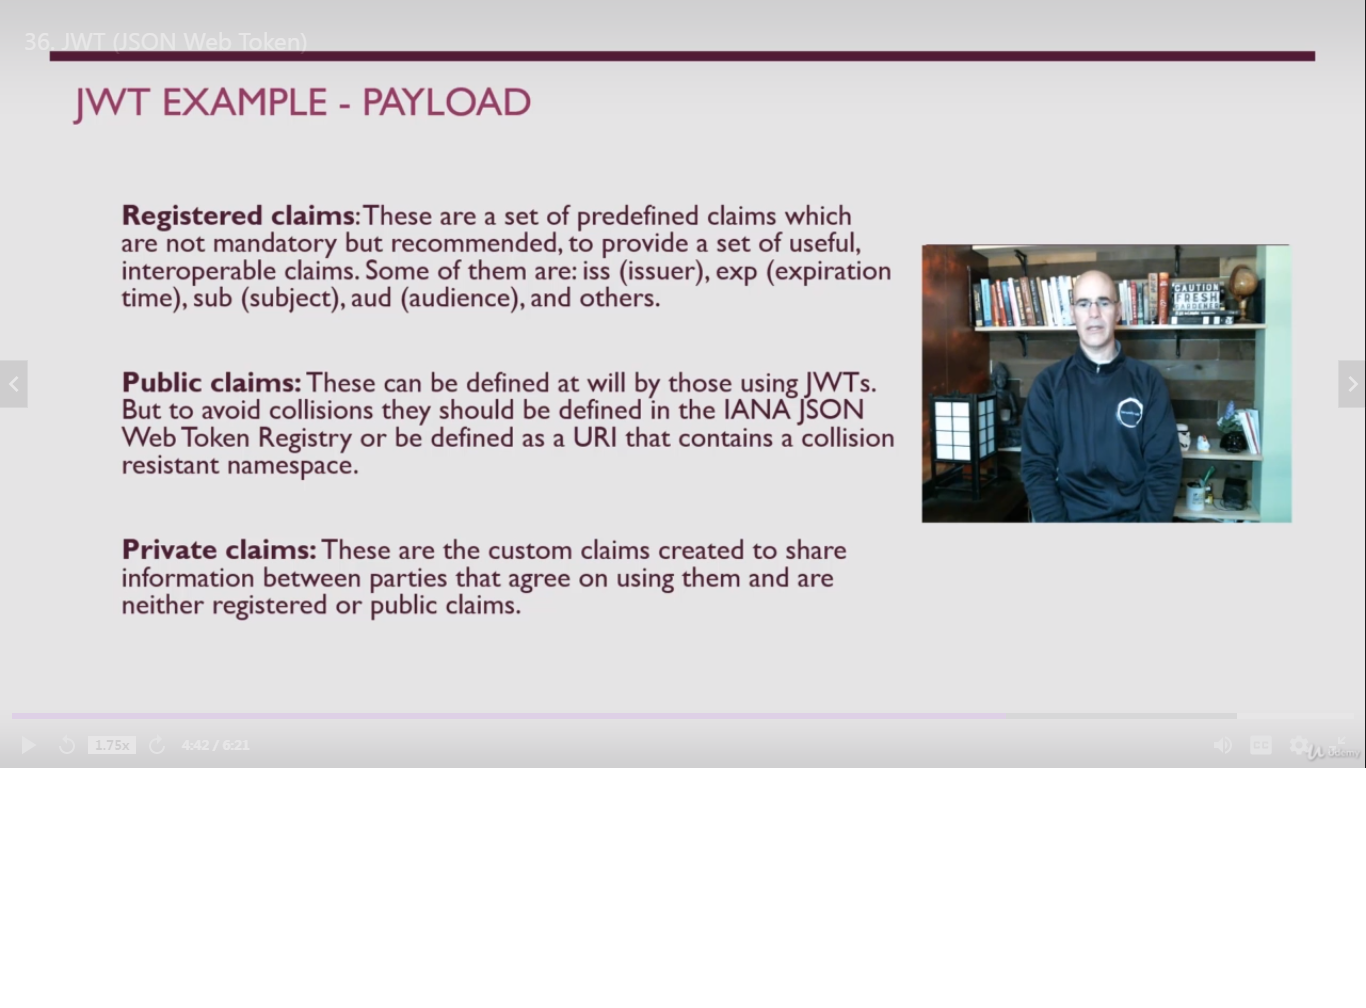 36. JWT (JSON Web Token)
JWT EXAMPLE - PAYLOAD
Registered claims: These are a set of predefined claims which
are not mandatory but recommended, to provide a set of useful,
interoperable claims. Some of them are: iss (issuer), exp (expiration
time), sub (subject), aud (audience), and others.
Public claims: These can be defined at will by those using JWTs.
But to avoid collisions they should be defined in the IANA JSON
Web Token Registry or be defined as a URI that contains a collision
resistant namespace.
Private claims: These are the custom claims created to share
information between parties that agree on using them and are
neither registered or public claims.
CAUTION
FRESH
1.75x
4:42 / 6:21
CC
Udemy